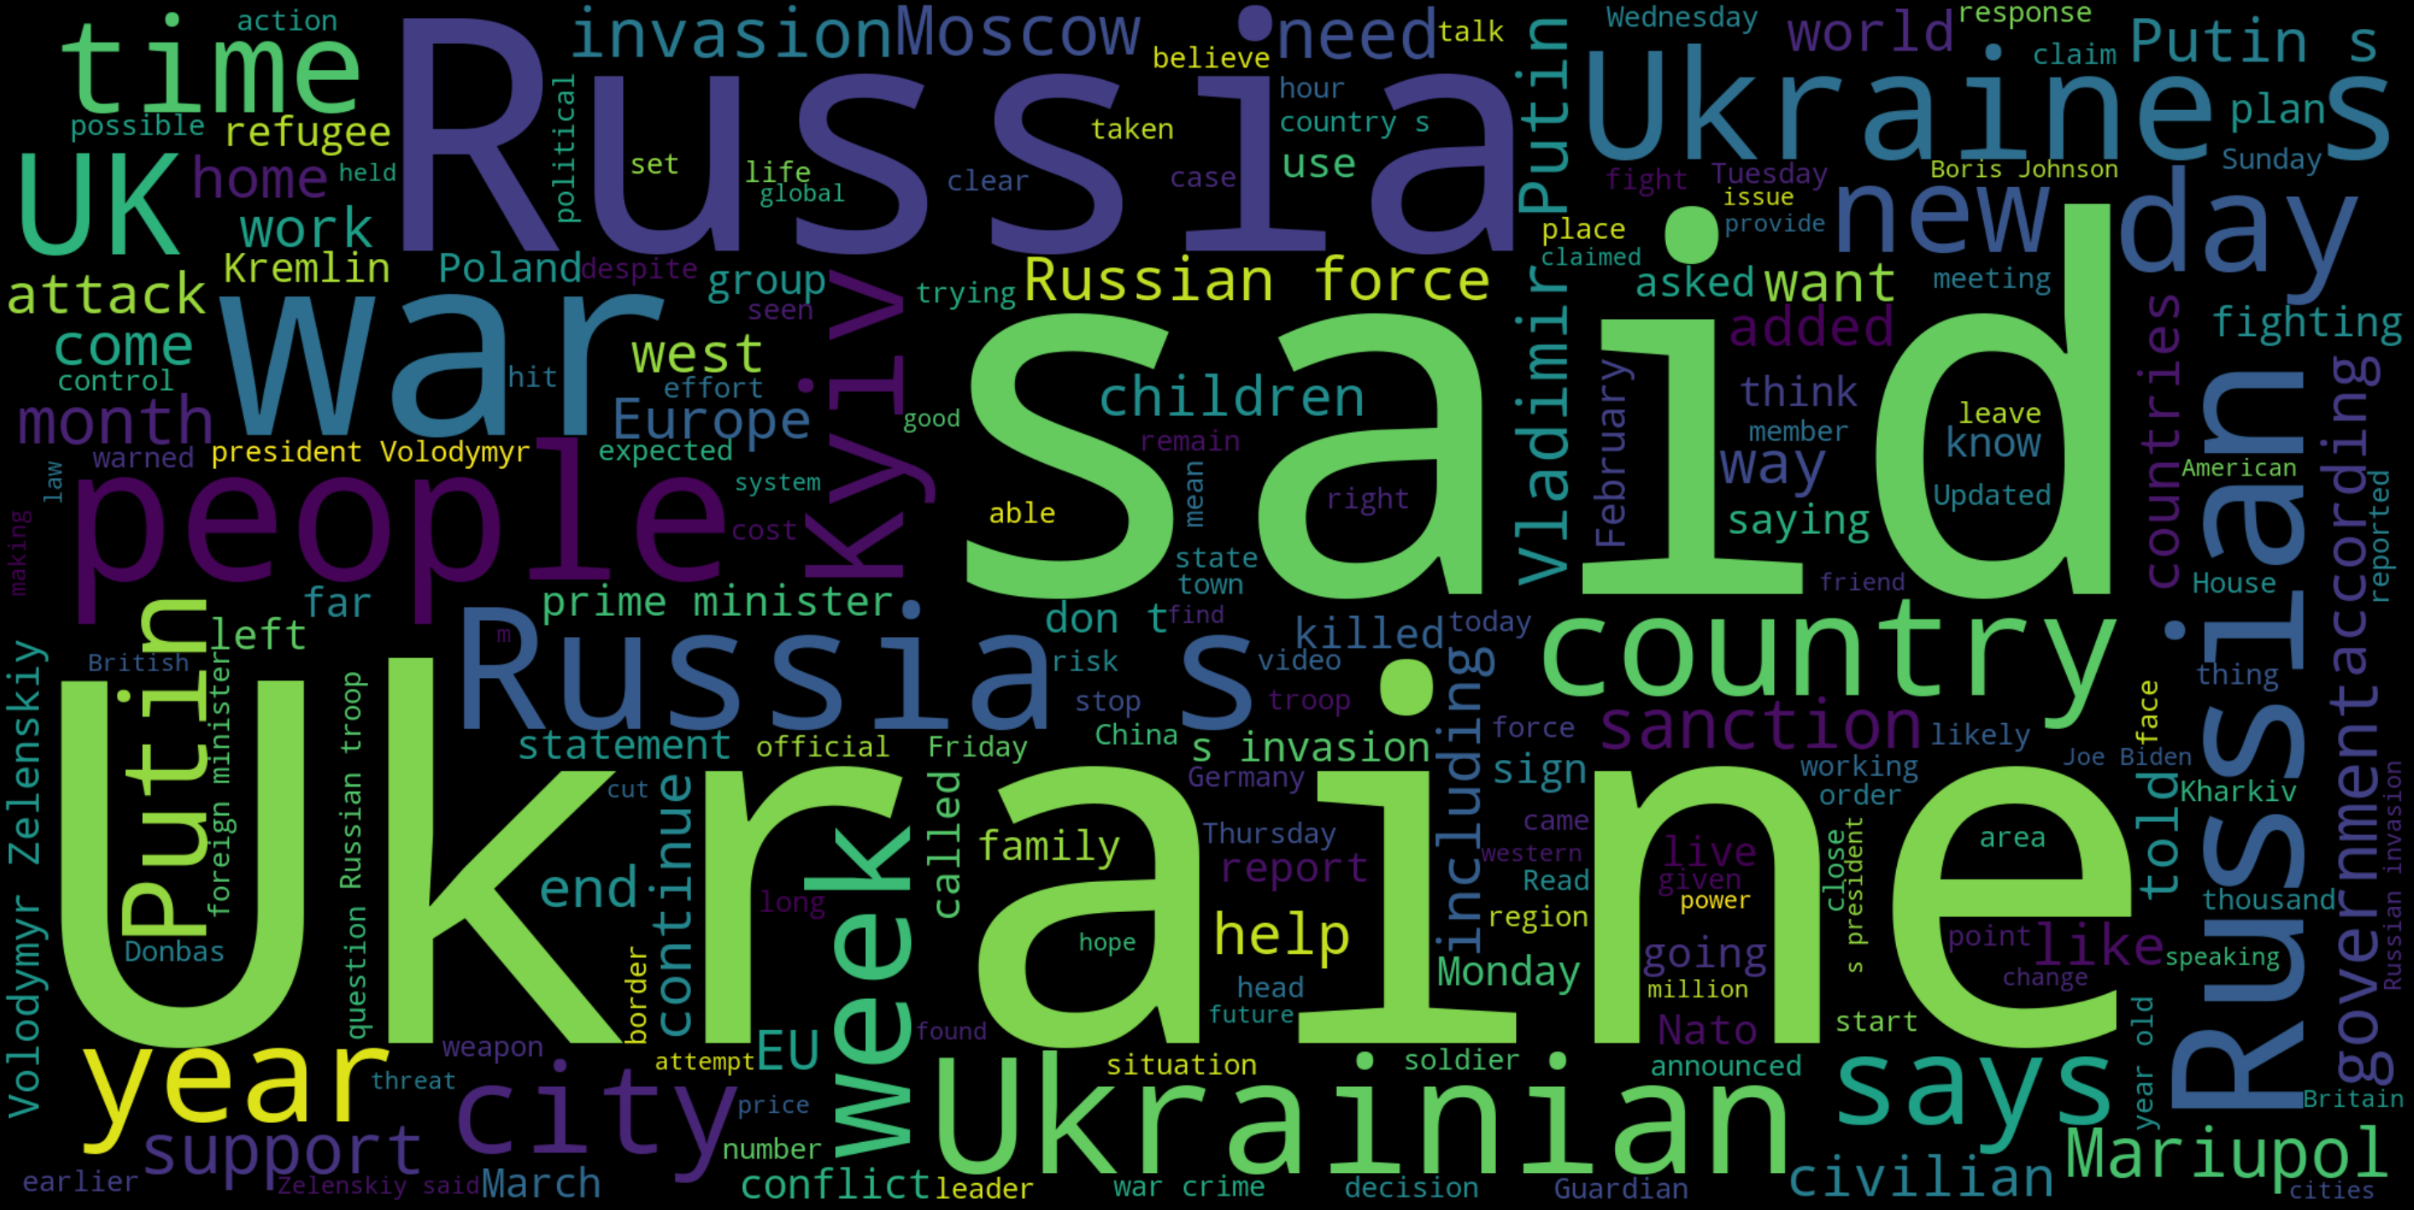 action
time
possible
refugee
UK
home
held
work
Kremlin
attack
Poland
despite
war
come
control
hit
month
warned
president Volodymyr
law
people
making
far
left
Russia
invasion
Moscow
need
talk
believe
political
set
life
global
clear
taken
case
hour
country s
use
group
seen
trying
Russian force
west
effort
Europe
expected
system
cost
Kyiv
good
said
children
remain
able
mean
right
state
town
prime minister
don t
find
Wednesday
world
response
claim
Putin s
Ukraine s
plan
Sunday
fight
Tuesday
Boris Johnson
issue
provide
new
day
place
claimed
Vladimir Putin
asked
want
meeting
added
fighting
February
think
member
way
saying
leave
know
Updated
friend
countries
American
House
Russian
according
reported
government
Russian invasion
British
Putin
foreign minister
Volodymyr Zelenskiy
Donbas
question Russian troop
Russia s
m
risk
stop
video
troop
killed
today
including
country
thing
sanction
likely
face
Joe Biden
force
statement
official
Friday
China
s invasion
Germany
sign
working
order
Kharkiv
told
thousand
Ukraine
cut
end
continue
long
border
week
called
family
hope
Thursday
report
help
head
future
came
western
Read
region
Monday
live
given
power
going
million
Nato
close
s president
area
point
like
change
speaking
start
year old
Britain
year
threat
weapon
city
attempt
EU
price
number
found
situation
soldier
announced
Ukrainian
says
Mariupol
support
earlier
Zelenskiy said
March
conflict
leader
war crime
decision
Guardian
civilian
cities